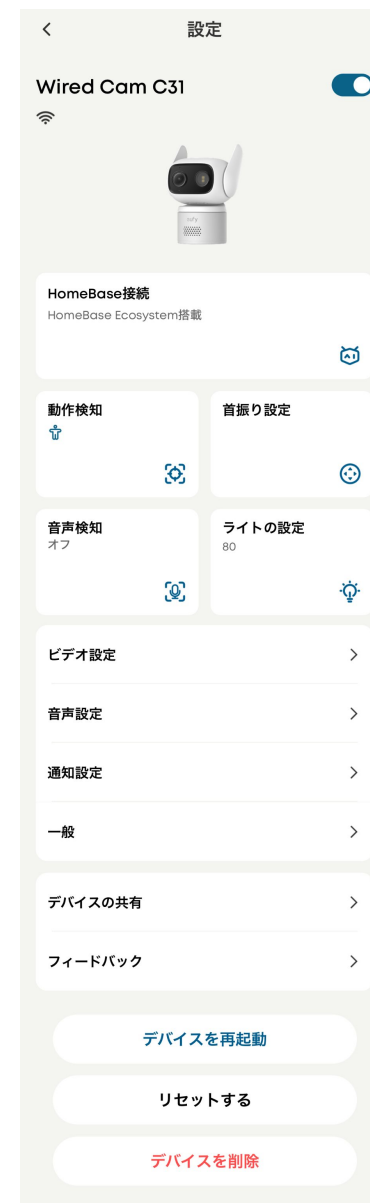 設定
Wired Cam C31
eufy
HomeBase接続
HomeBase Ecosystem搭載
動作検知
首振り設定
音声検知
オフ
ライトの設定
80
ビデオ設定
音声設定
通知設定
一般
デバイスの共有
フィードバック
デバイスを再起動
リセットする
デバイスを削除